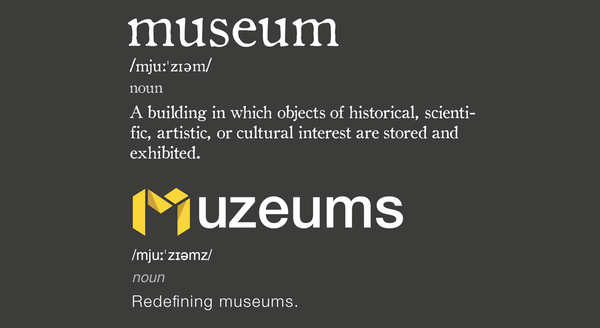 museum
/mjuːˈzɪəm/
noun
A building in which objects of historical, scienti-
fic, artistic, or cultural interest are stored and
exhibited.
Muzeums
/mjuːˈzɪəmz/
noun
Redefining museums.